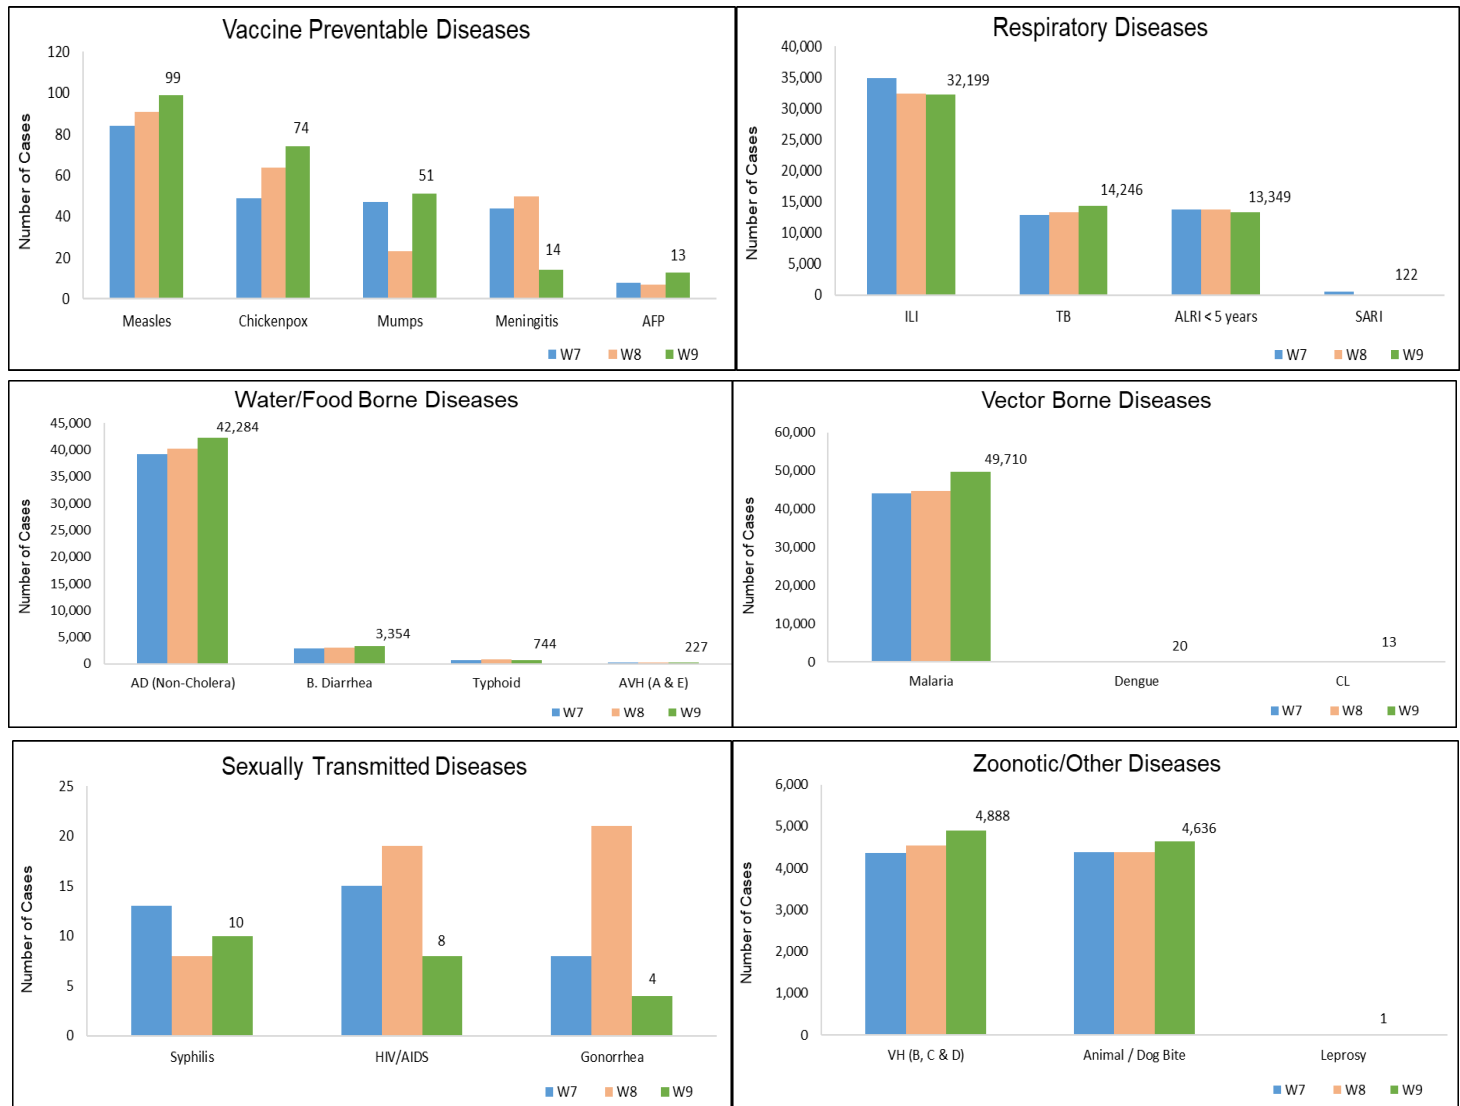 Vaccine Preventable Diseases
Number of Cases
120
100
80
60
40
20
0
99
74
51
14
13
Measles Chickenpox Mumps Meningitis AFP
W7 W8 W9
Respiratory Diseases
Number of Cases
40,000
35,000
30,000
25,000
20,000
15,000
10,000
5,000
0
32,199
14,246
13,349
122
ILI TB ALRI < 5 years SARI
W7 W8 W9
Water/Food Borne Diseases
Number of Cases
45,000
40,000
35,000
30,000
25,000
20,000
15,000
10,000
5,000
0
42,284
3,354
744
227
AD (Non-Cholera) B. Diarrhea Typhoid AVH (A & E)
W7 W8 W9
Vector Borne Diseases
Number of Cases
60,000
50,000
40,000
30,000
20,000
10,000
0
49,710
20
13
Malaria Dengue CL
W7 W8 W9
Sexually Transmitted Diseases
Number of Cases
25
20
15
10
5
0
10
8
4
Syphilis HIV/AIDS Gonorrhea
W7 W8 W9
Zoonotic/Other Diseases
Number of Cases
6,000
5,000
4,000
3,000
2,000
1,000
0
4,888
4,636
1
VH (B, C & D) Animal / Dog Bite Leprosy
W7 W8 W9